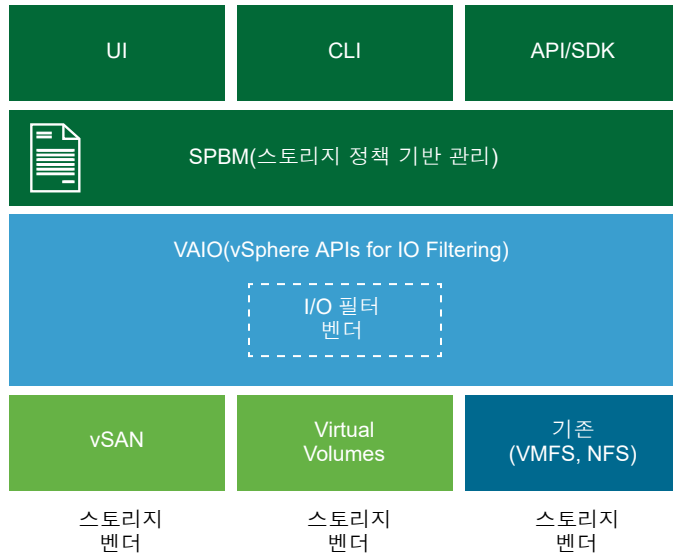 UI
CLI
API/SDK
SPBM(스토리지 정책 기반 관리)
VAIO(vSphere APIs for IO Filtering)
I/O 필터
벤더
vSAN
Virtual
Volumes
기존
(VMFS, NFS)
스토리지
벤더
스토리지
벤더
스토리지
벤더